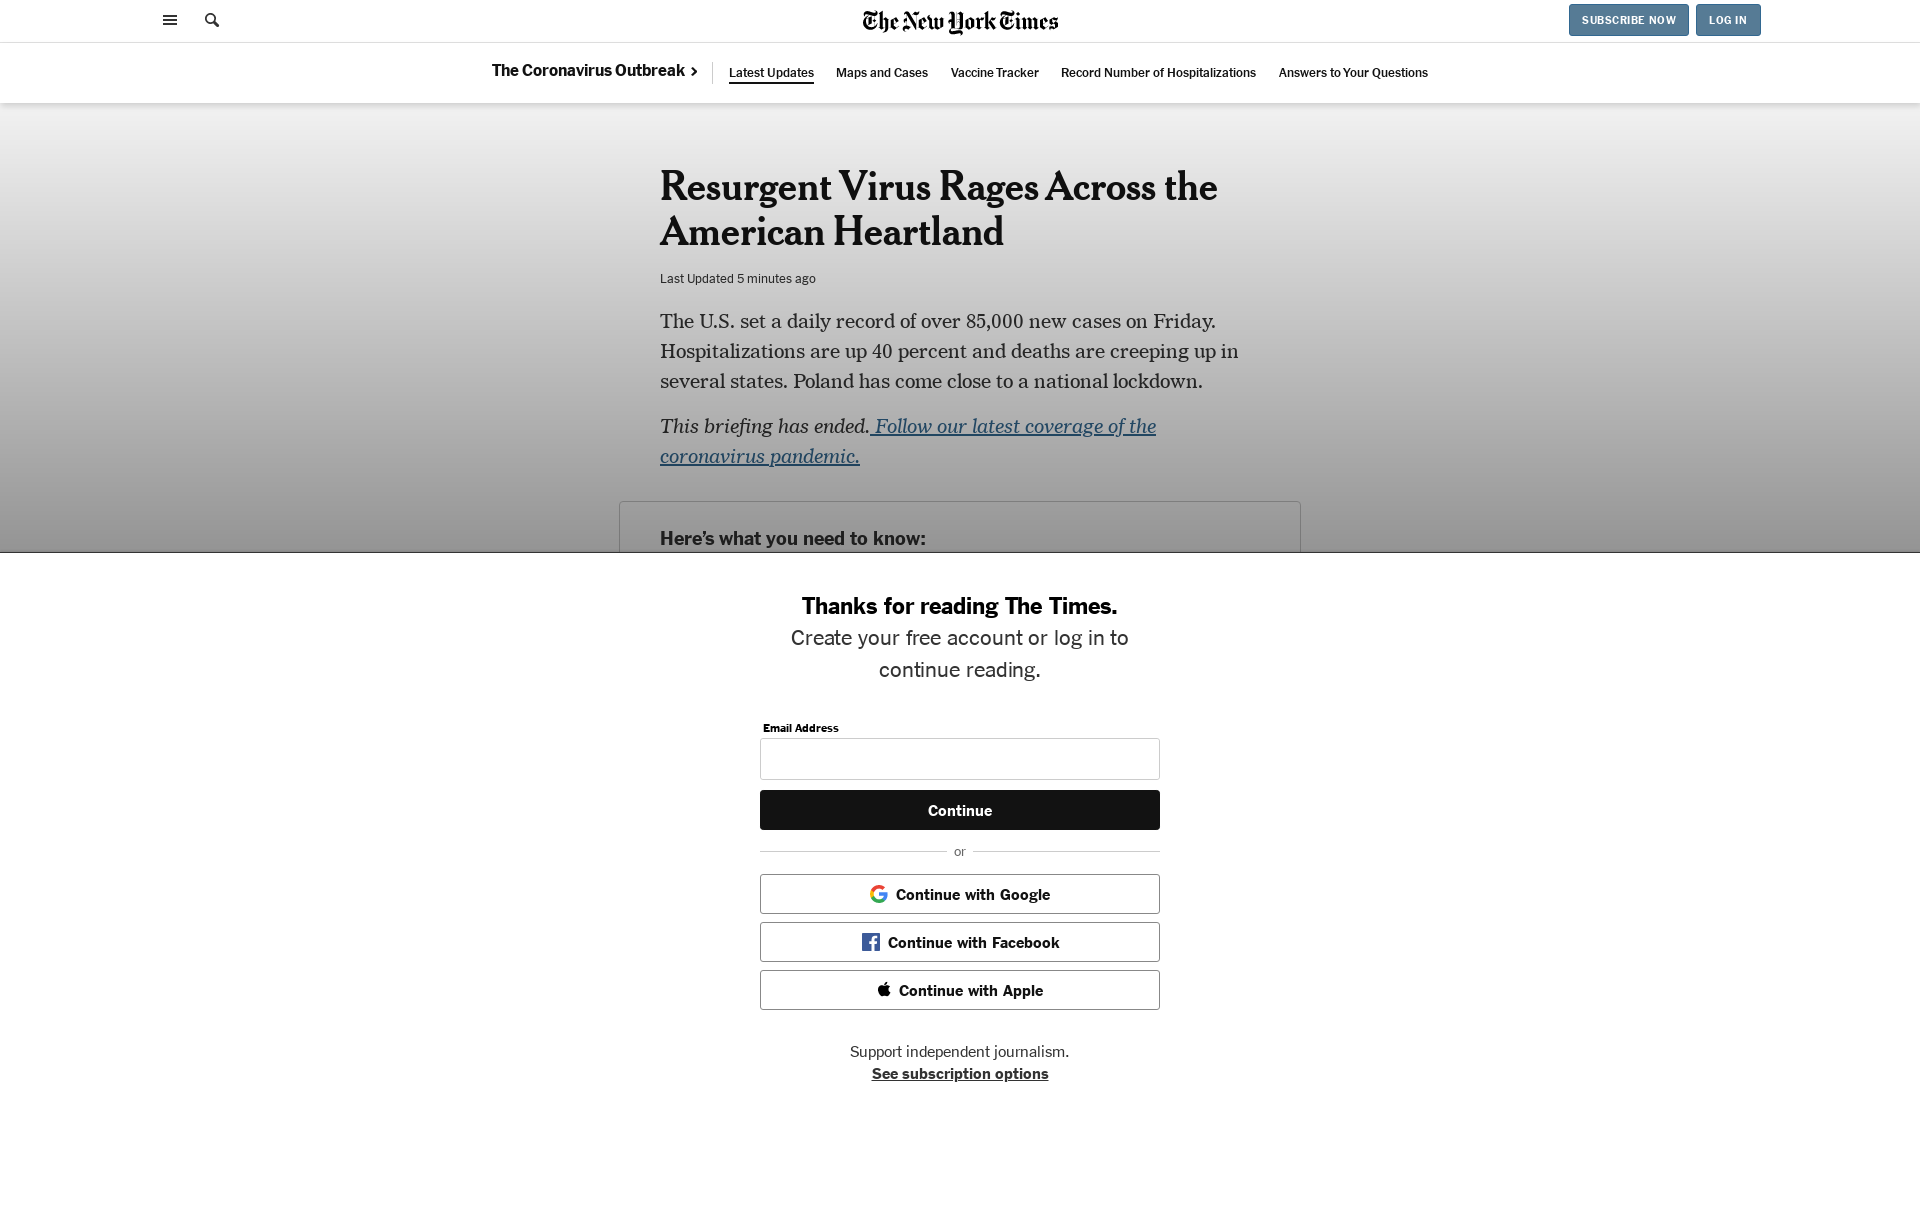 The New York Times
SUBSCRIBE NOW
LOG IN
The Coronavirus Outbreak
Latest Updates
Maps and Cases
Vaccine Tracker
Record Number of Hospitalizations
Answers to Your Questions
Resurgent Virus Rages Across the
American Heartland
Last Updated 5 minutes ago
The U.S. set a daily record of over 85,000 new cases on Friday.
Hospitalizations are up 40 percent and deaths are creeping up in
several states. Poland has come close to a national lockdown.
This briefing has ended. Follow our latest coverage of the
coronavirus pandemic.
Here’s what you need to know:
Thanks for reading The Times.
Create your free account or log in to
continue reading.
Email Address
Continue
or
Continue with Google
Continue with Facebook
Continue with Apple
Support independent journalism.
See subscription options